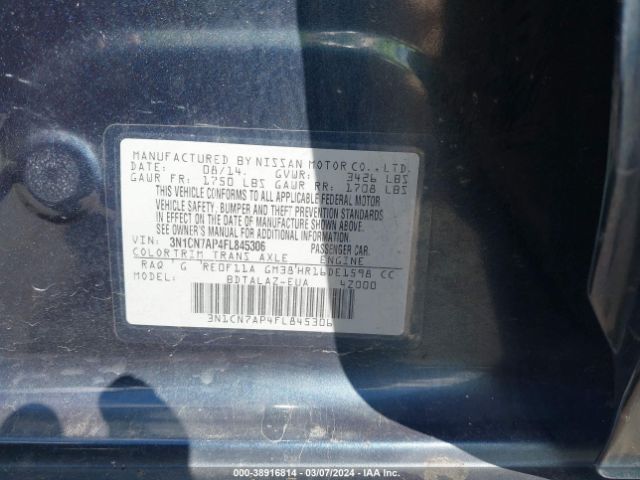 MANUFACTURED BY NISSAN MOTOR CO., LTD.
DATE: 08/14. GVWR: 3426 LBS
GAWR FR: 1750 LBS GAWR RR: 1708 LBS
THIS VEHICLE CONFORMS TO ALL APPLICABLE FEDERAL MOTOR
VEHICLE SAFETY, BUMPER AND THEFT PREVENTION STANDARDS
IN EFFECT ON THE DATE OF MANUFACTURE SHOWN ABOVE.
SEE OWNER'S MANUAL FOR ADDITIONAL INFORMATION
VIN: 3N1CN7AP4FL845306 PASSENGER CAR.
COLOR TRIM TRANS AXLE ENGINE
RAQ G RE0F11A GM38 HR16DE1598 CC
BDTALAZ-EUA 4Z000
3N1CN7AP4FL845306
000-38916814 - 03/07/2024 - IAA Inc.